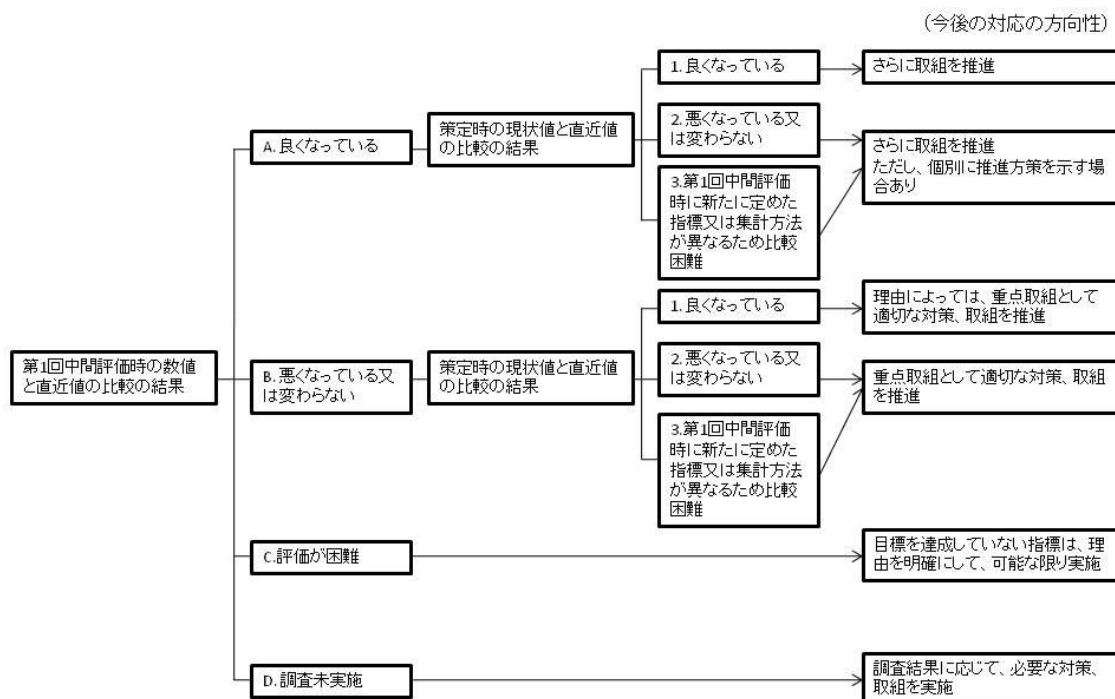 (今後の対応の方向性)
1.良くなっている
さらに取組を推進
A.良くなっている
策定時の現状値と直近値
の比較の結果
2.悪くなっている又
は変わらない
さらに取組を推進
ただし、個別に推進方策を示す場
合あり
3.第1回中間評価
時に新たに定めた
指標又は集計方法
が異なるため比較
困難
第1回中間評価時の数値
と直近値の比較の結果
B.悪くなっている又
は変わらない
策定時の現状値と直近値
の比較の結果
1.良くなっている
理由によっては、重点取組として
適切な対策、取組を推進
2.悪くなっている又
は変わらない
重点取組として適切な対策、取組
を推進
3.第1回中間評価
時に新たに定めた
指標又は集計方法
が異なるため比較
困難
C.評価が困難
目標を達成していない指標は、理
由を明確にして、可能な限り実施
D.調査未実施
調査結果に応じて、必要な対策、
取組を実施